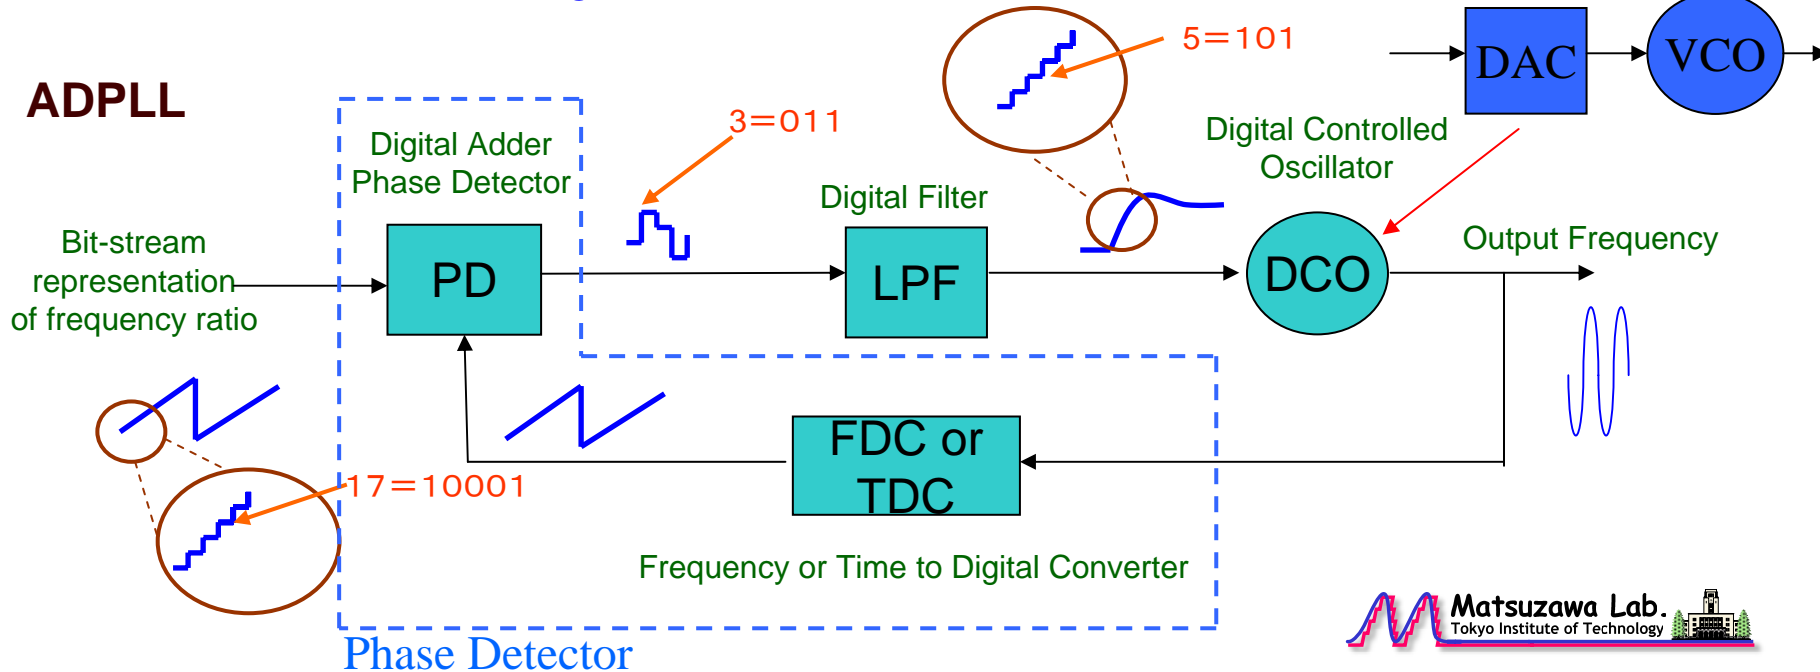 ADPLL
5=101
DAC
VCO
3=011
Digital Adder
Phase Detector
Digital Controlled
Oscillator
Digital Filter
Bit-stream
representation
of frequency ratio
PD
LPF
DCO
Output Frequency
FDC or
TDC
17=10001
Frequency or Time to Digital Converter
Phase Detector
Matsuzawa Lab.
Tokyo Institute of Technology